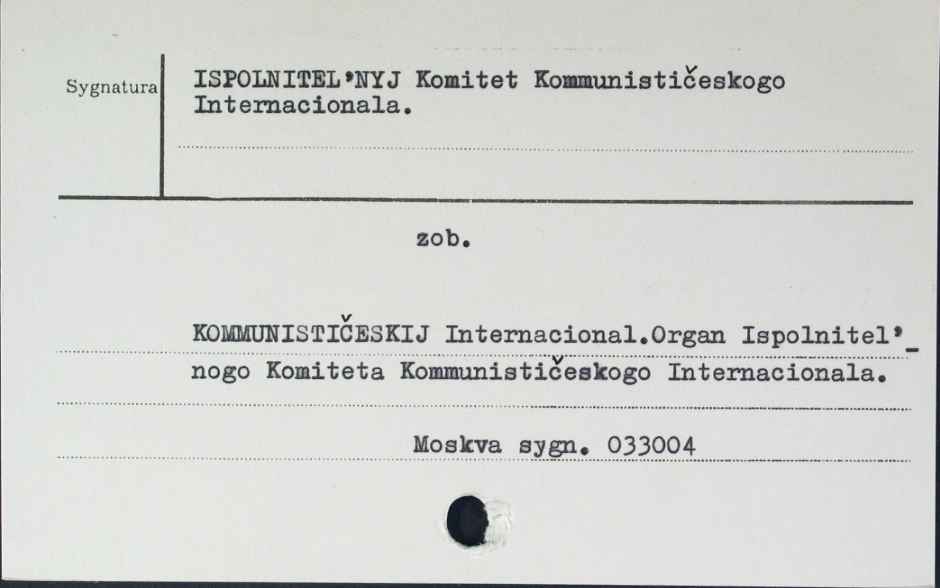 Sygnatura
ISPOLNITEL'NYJ Komitet Kommunističeskogo
Internacionala.
zob.
KOMMUNISTIČESKIJ Internacional.Organ Ispolnitel'_
nogo Komiteta Kommunističeskogo Internacionala.
Moskva sygn. 033004